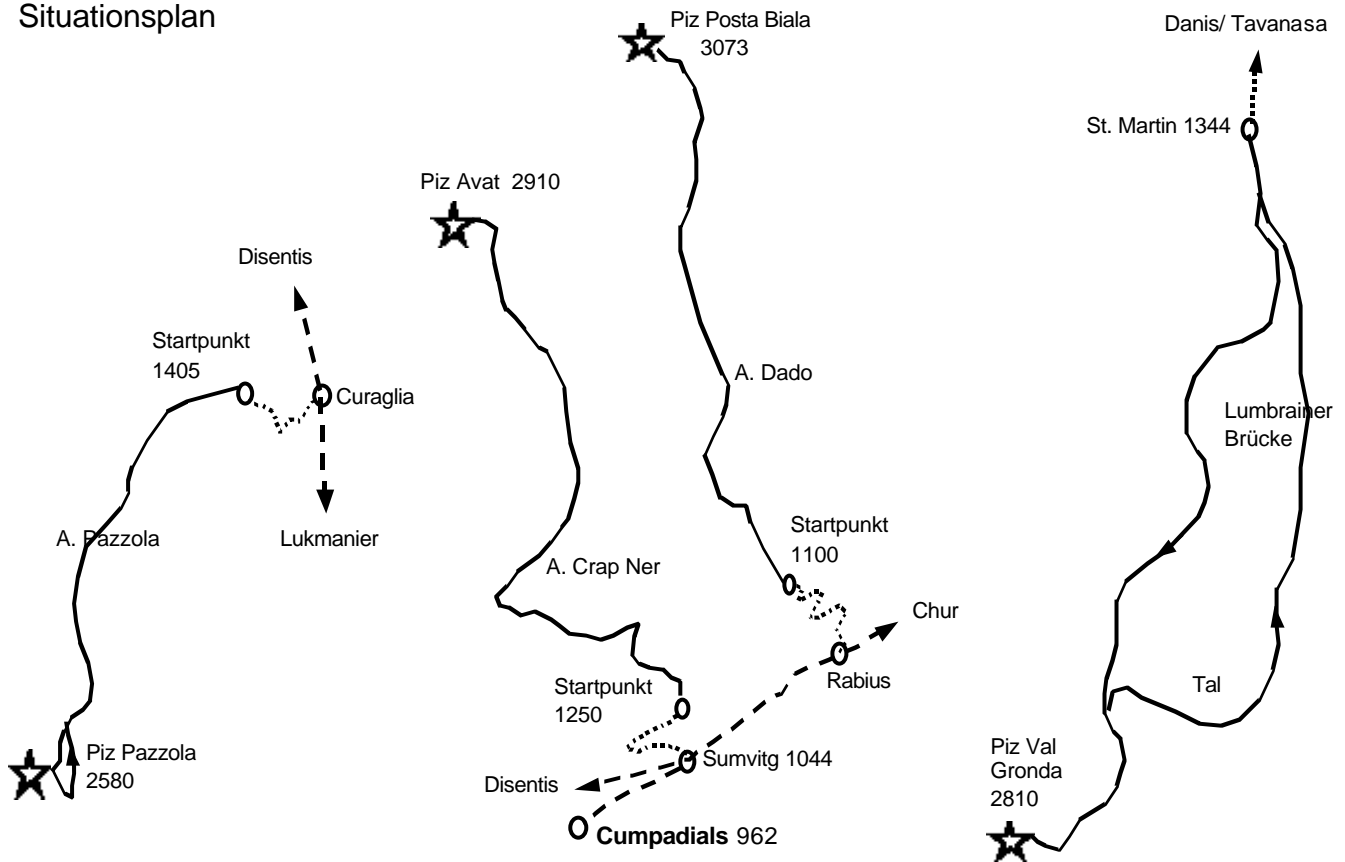 Situationsplan
Piz Posta Biala
3073
Danis/ Tavanasa
St. Martin 1344
Piz Avat 2910
Disentis
Startpunkt
1405
Curaglia
A. Dado
Lumbrainer
Brücke
A. Pazzola
Lukmanier
Startpunkt
1100
A. Crap Ner
Chur
Rabius
Startpunkt
1250
Tal
Piz Pazzola
2580
Sumvitg 1044
Piz Val
Gronda
2810
Disentis
Cumpadials 962